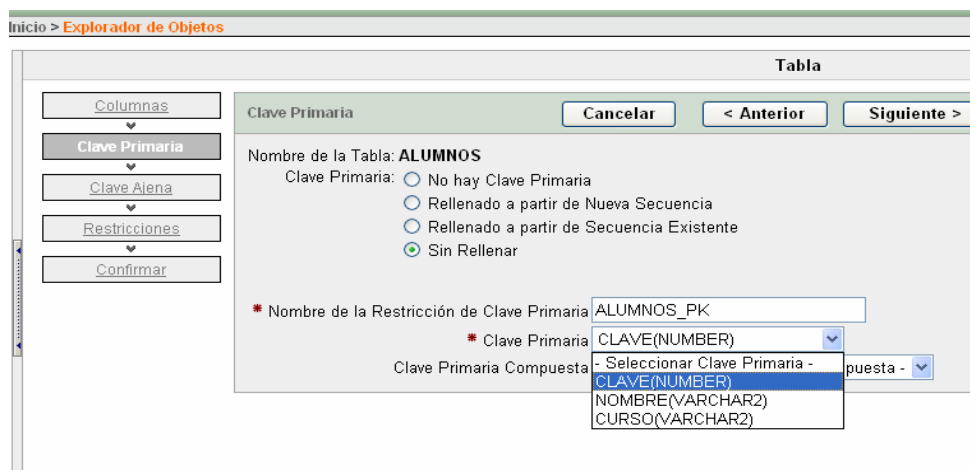 Inicio > Explorador de Objetos
Tabla
Columnas
Clave Primaria
Clave Ajena
Restricciones
Confirmar
Clave Primaria
Cancelar
< Anterior
Siguiente >
Nombre de la Tabla: ALUMNOS
Clave Primaria:
No hay Clave Primaria
Rellenado a partir de Nueva Secuencia
Rellenado a partir de Secuencia Existente
Sin Rellenar
* Nombre de la Restricción de Clave Primaria ALUMNOS_PK
* Clave Primaria CLAVE(NUMBER)
- Seleccionar Clave Primaria -
CLAVE(NUMBER)
NOMBRE(VARCHAR2)
CURSO(VARCHAR2)
Clave Primaria Compuesta
puesta -